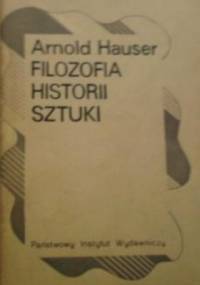 Arnold Hauser
FILOZOFIA
HISTORII
SZTUKI
Państwowy Instytut Wydawniczy